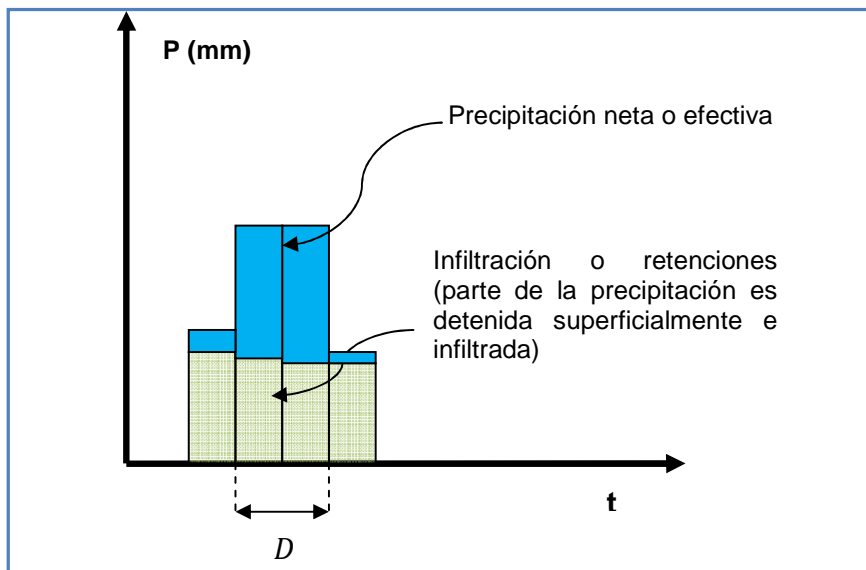 P (mm)
Precipitación neta o efectiva
Infiltración o retenciones
(parte de la precipitación es
detenida superficialmente e
infiltrada)
t
D